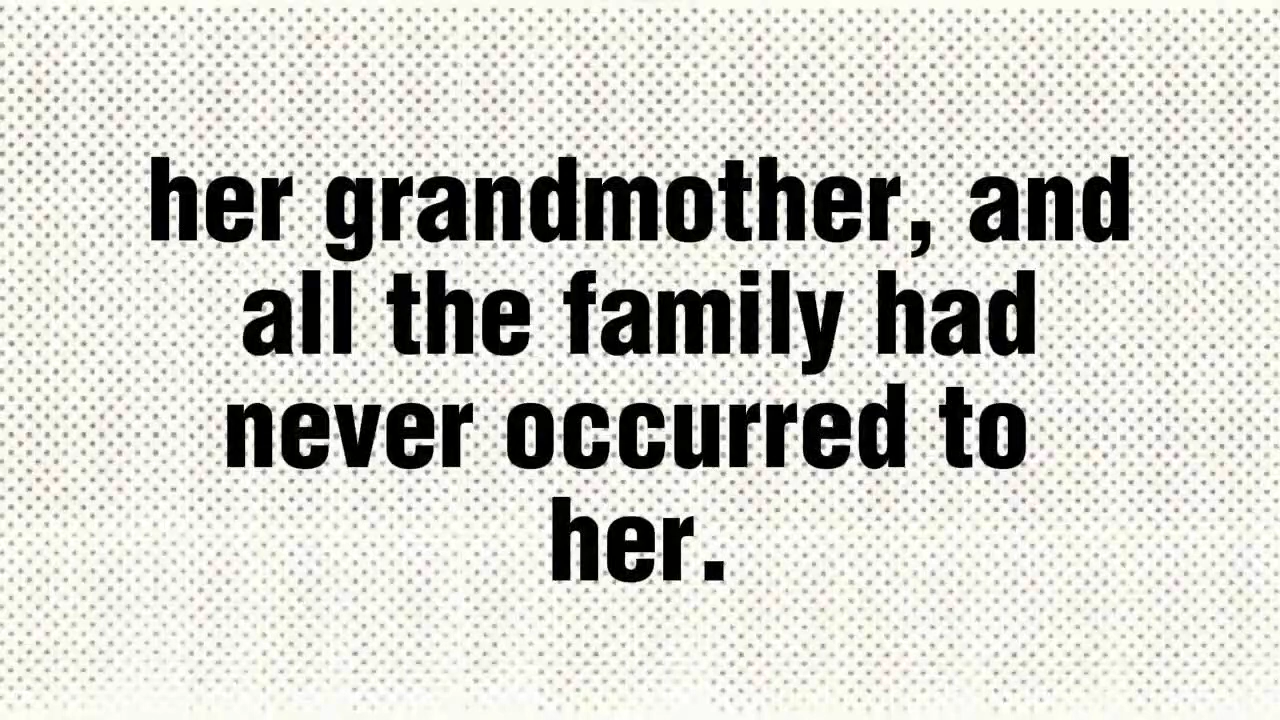 her grandmother, and
all the family had
never occurred to
her.